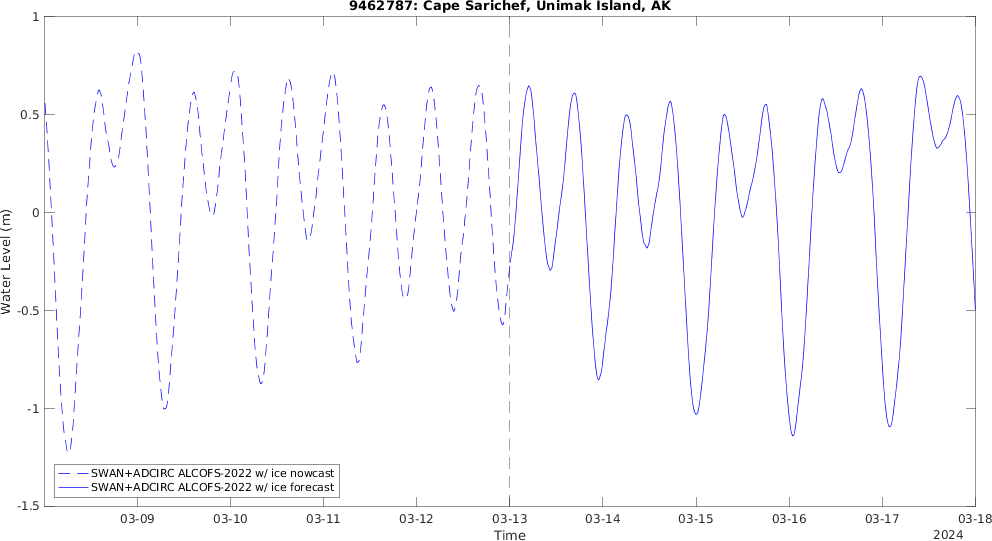 9462787: Cape Sarichef, Unimak Island, AK
1
0.5
0
-0.5
-1
-1.5
Water Level (m)
SWAN+ADCIRC ALCOFS-2022 w/ ice nowcast
SWAN+ADCIRC ALCOFS-2022 w/ ice forecast
03-09 03-10 03-11 03-12 03-13 03-14 03-15 03-16 03-17 03-18
Time
2024